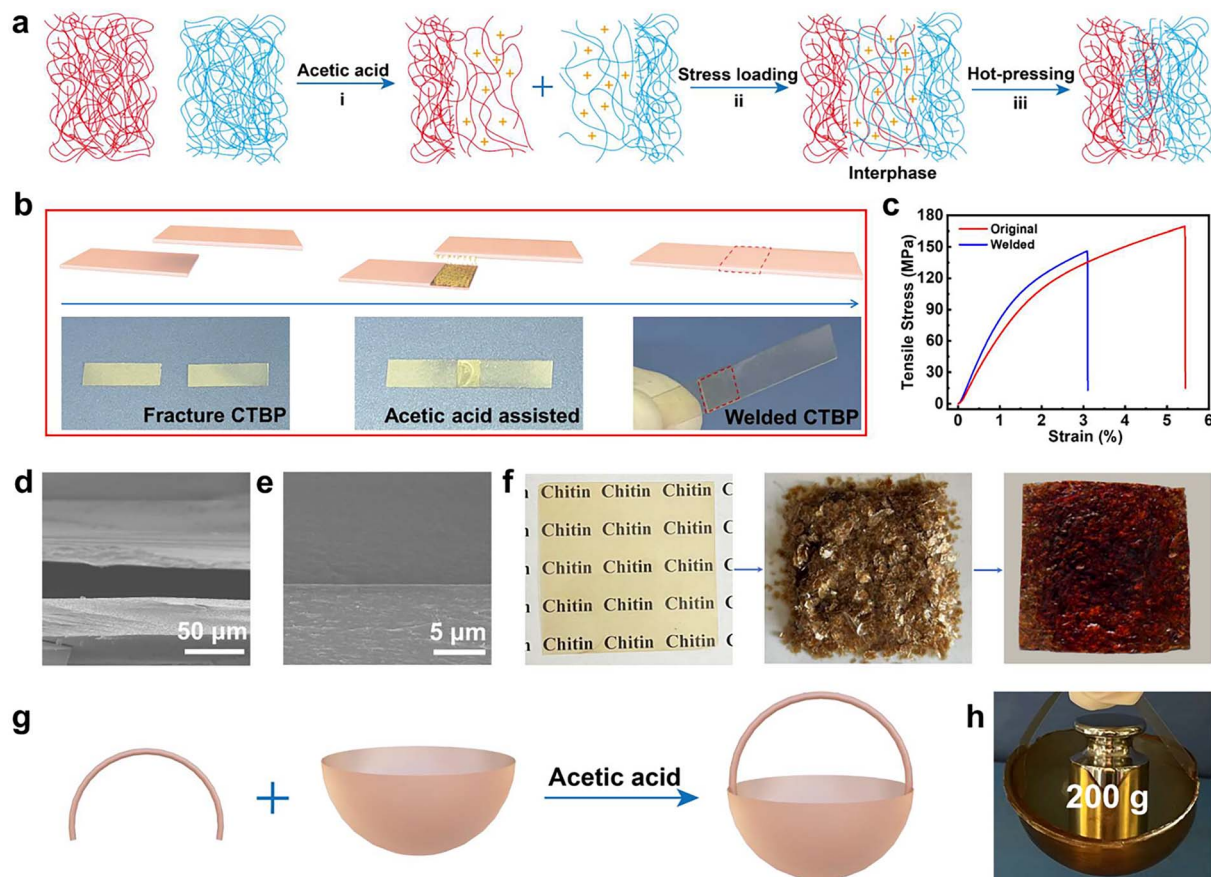 a
Acetic acid
i
+
Stress loading
ii
Interphase
Hot-pressing
iii
b
Fracture CTBP
Acetic acid assisted
Welded CTBP
c
Tensile Stress (MPa)
180
150
120
90
60
30
0
Original
Welded
0 1 2 3 4 5 6
Strain (%)
d
50 μm
e
5 μm
f
n Chitin Chitin Chitin C
n Chitin Chitin Chitin C
n Chitin Chitin Chitin C
n Chitin Chitin Chitin C
n Chitin Chitin Chitin C
g
+
Acetic acid
h
200 g